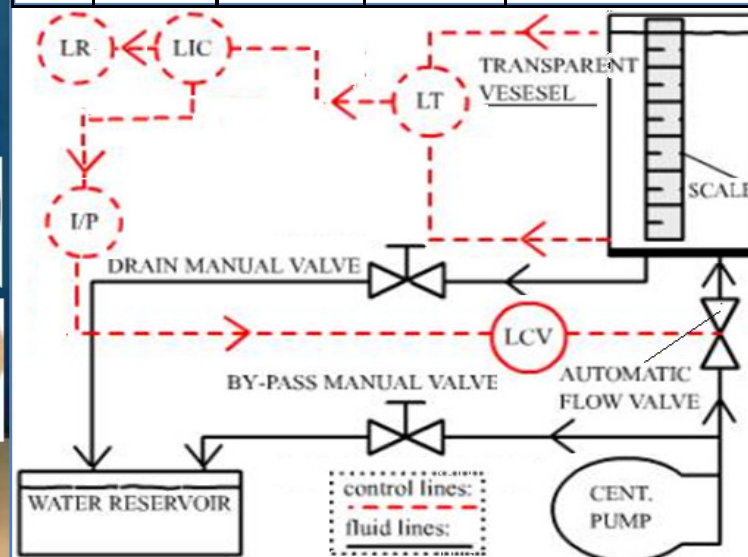 LR
LIC
LT
TRANSPARENT
VESESEL
I/P
SCALE
DRAIN MANUAL VALVE
LCV
BY-PASS MANUAL VALVE
AUTOMATIC
FLOW VALVE
WATER RESERVOIR
control lines:
fluid lines:
CENT.
PUMP